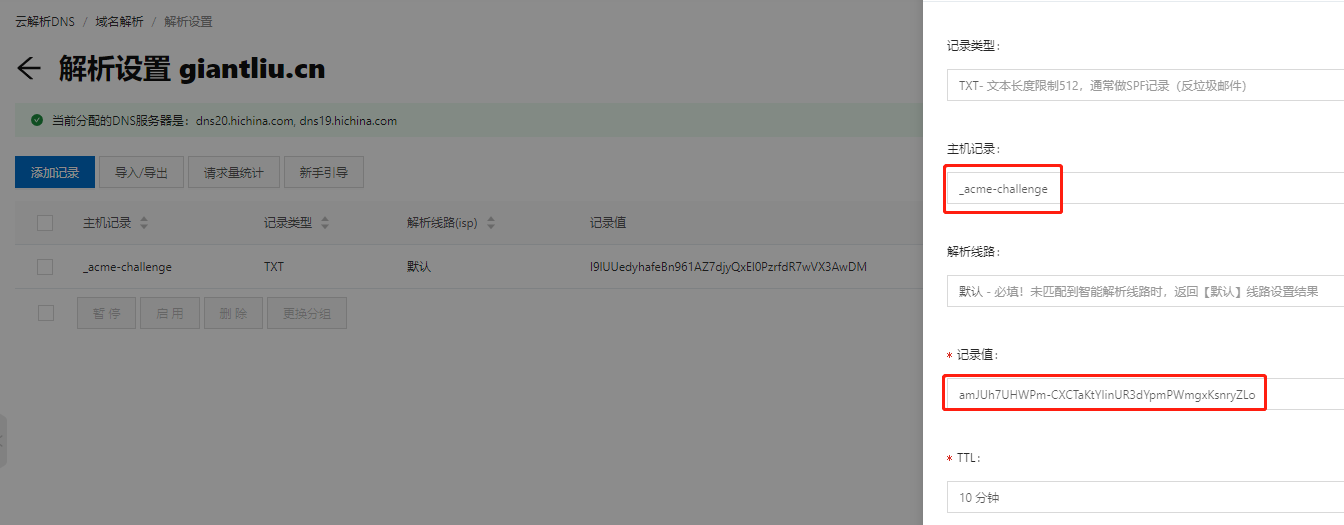 云解析DNS / 域名解析 / 解析设置
← 解析设置 giantliu.cn
当前分配的DNS服务器是：dns20.hichina.com, dns19.hichina.com
添加记录 导入/导出 请求量统计 新手引导
主机记录 记录类型 解析线路(isp) 记录值
_acme-challenge TXT 默认 I9IUUedyhafeBn961AZ7djyQxEl0PzrfdR7wVX3AwDM
暂停 启用 删除 更换分组
记录类型：
TXT- 文本长度限制512，通常做SPF记录（反垃圾邮件）
主机记录：
_acme-challenge
解析线路：
默认 - 必填！未匹配到智能解析线路时，返回【默认】线路设置结果
* 记录值：
amJUh7UHWPm-CXCTaKtYIinUR3dYpmPWmgxKsnryZLo
* TTL：
10 分钟